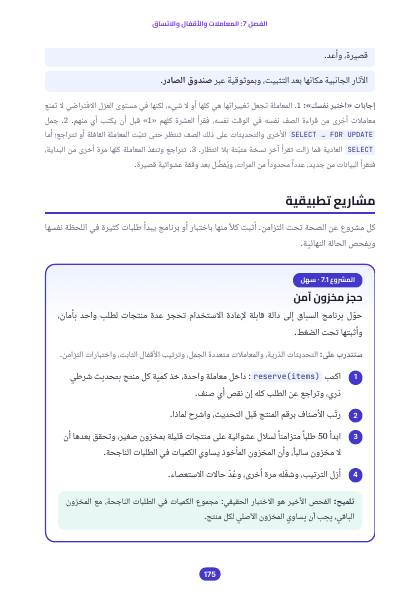 الفصل 7: المعاملات والأقفال والاتساق
قصيرة، وأعد.
الآثار الجانبية مكانها بعد التثبيت، وبموثوقية عبر صندوق الصادر.
إجابات «اختبر نفسك»: 1. المعاملة تجعل تغييراتها هي كلها أو لا شيء، لكنها في مستوى العزل الافتراضي لا تمنع
معاملات أخرى من قراءة الصف نفسه في الوقت نفسه، فتقرأ العشرة كلهم «1» قبل أن يكتب أي منهم. 2. جمل
SELECT … FOR UPDATE الأخرى والتحديثات على ذلك الصف تنتظر حتى تثبّت المعاملة القافلة أو تتراجع؛ أما
SELECT العادية فما زالت تقرأ آخر نسخة مثبّتة بلا انتظار. 3. تتراجع وتنفذ المعاملة كلها مرة أخرى من البداية،
فتقرأ البيانات من جديد، عدداً محدوداً من المرات، ويُفضَّل بعد وقفة عشوائية قصيرة.
مشاريع تطبيقية
كل مشروع عن الصحة تحت التزامن. أثبت كلاً منها باختبار أو برنامج يبدأ طلبات كثيرة في اللحظة نفسها
ويفحص الحالة النهائية.
المشروع 7.1 · سهل
حجز مخزون آمن
حوّل برنامج السباق إلى دالة قابلة لإعادة الاستخدام تحجز عدة منتجات لطلب واحد بأمان،
وأثبتها تحت الضغط.
ستتدرب على: التحديثات الذرية، والمعاملات متعددة الجمل، وترتيب الأقفال الثابت، واختبارات التزامن.
1 اكتب reserve(items) : داخل معاملة واحدة، خذ كمية كل منتج بتحديث شرطي
ذري، وتراجع عن الطلب كله إن نقص أي صنف.
2 رتّب الأصناف برقم المنتج قبل التحديث، واشرح لماذا.
3 ابدأ 50 طلباً متزامناً لسلال عشوائية على منتجات قليلة بمخزون صغير، وتحقق بعدها أن
لا مخزون سالباً، وأن المخزون المأخوذ يساوي الكميات في الطلبات الناجحة.
4 أزل الترتيب، وشغّله مرة أخرى، وعُدّ حالات الاستعصاء.
تلميح: الفحص الأخير هو الاختبار الحقيقي: مجموع الكميات في الطلبات الناجحة، مع المخزون
الباقي، يجب أن يساوي المخزون الأصلي لكل منتج.
175